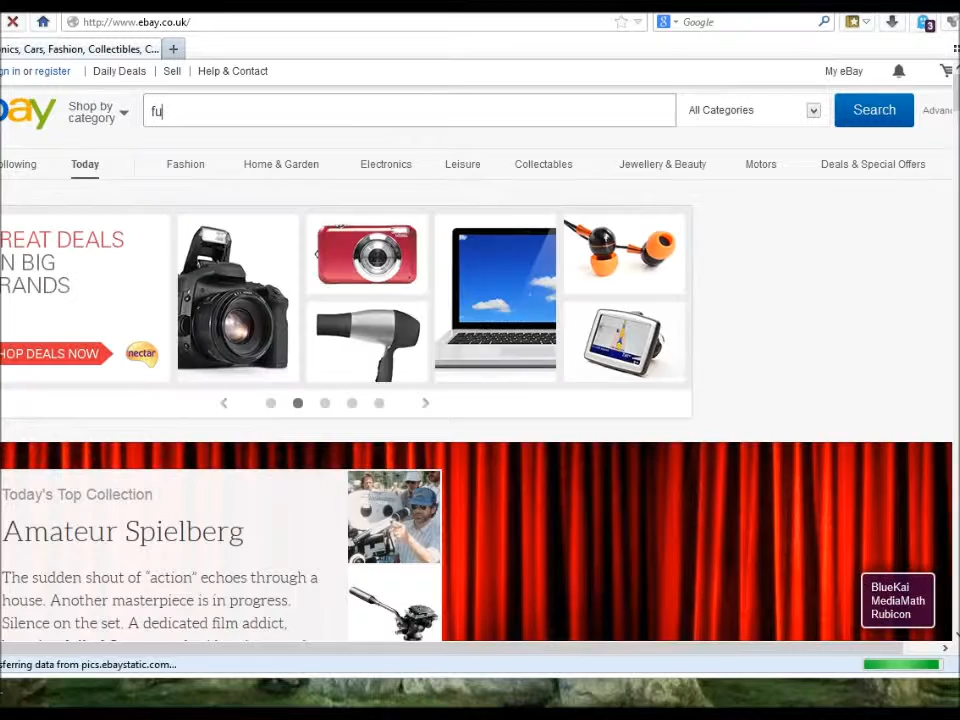 http://www.ebay.co.uk/
Google
3
nics, Cars, Fashion, Collectibles, C... +
gn in or register | Daily Deals | Sell | Help & Contact My eBay
bay Shop by category fu All Categories Search Advan
ollowing Today Fashion Home & Garden Electronics Leisure Collectables Jewellery & Beauty Motors Deals & Special Offers
REAT DEALS
N BIG
RANDS
HOP DEALS NOW
nectar
Today's Top Collection
Amateur Spielberg
The sudden shout of “action” echoes through a
house. Another masterpiece is in progress.
Silence on the set. A dedicated film addict,
BlueKai
MediaMath
Rubicon
sferring data from pics.ebaystatic.com...